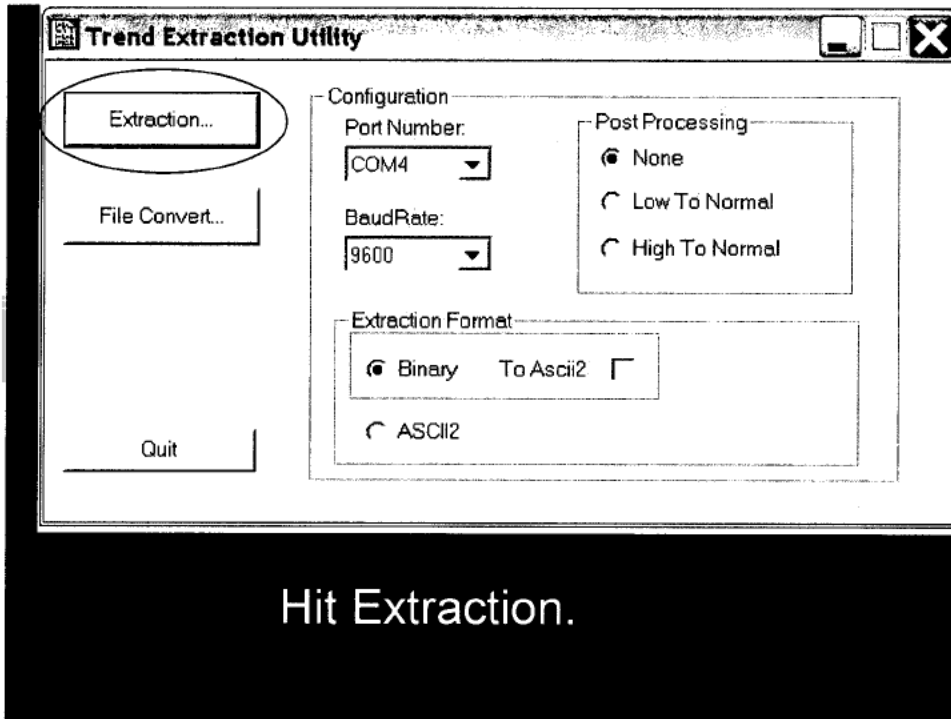 Trend Extraction Utility
Extraction...
File Convert...
Quit
Configuration
Port Number:
COM4
BaudRate:
9600
Post Processing
None
Low To Normal
High To Normal
Extraction Format
Binary To Ascii2
ASCII2
Hit Extraction.